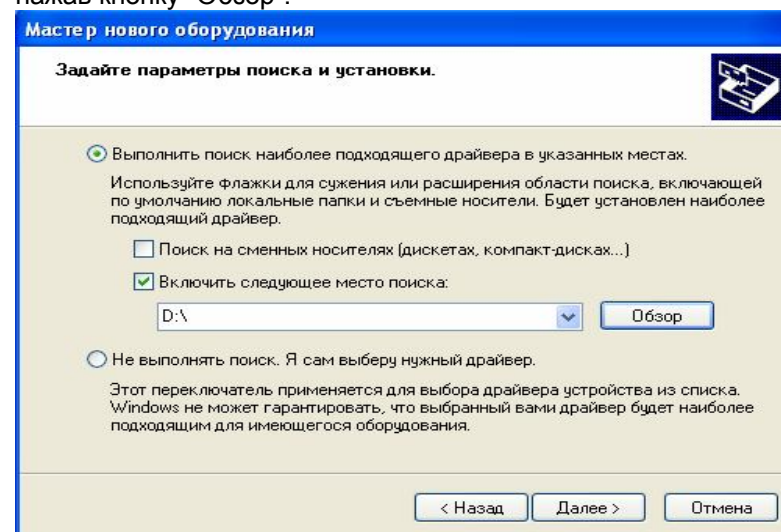 нажав кнопку "Обзор".
Мастер нового оборудования
Задайте параметры поиска и установки.
Выполнить поиск наиболее подходящего драйвера в указанных местах.
Используйте флажки для сужения или расширения области поиска, включающей
по умолчанию локальные папки и съемные носители. Будет установлен наиболее
подходящий драйвер.
Поиск на сменных носителях (дискетах, компакт-дисках...)
Включить следующее место поиска:
D:\
Обзор
Не выполнять поиск. Я сам выберу нужный драйвер.
Этот переключатель применяется для выбора драйвера устройства из списка.
Windows не может гарантировать, что выбранный вами драйвер будет наиболее
подходящим для имеющегося оборудования.
< Назад Далее > Отмена